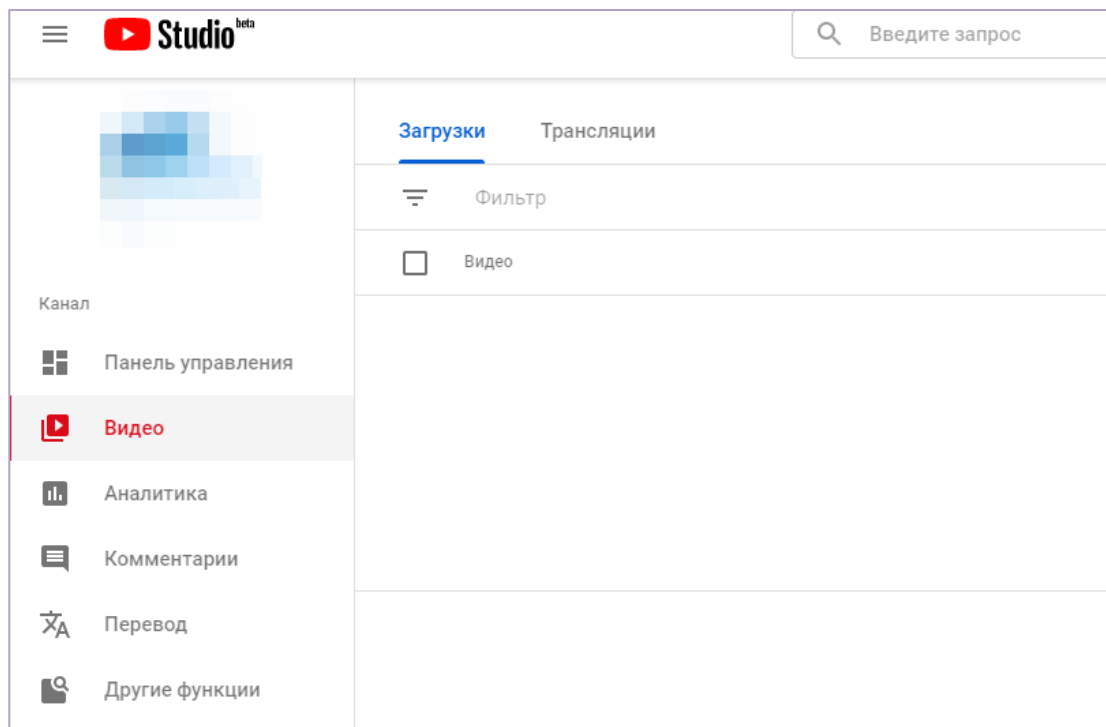 Studio beta
Введите запрос
Загрузки Трансляции
Фильтр
Видео
Канал
Панель управления
Видео
Аналитика
Комментарии
Перевод
Другие функции